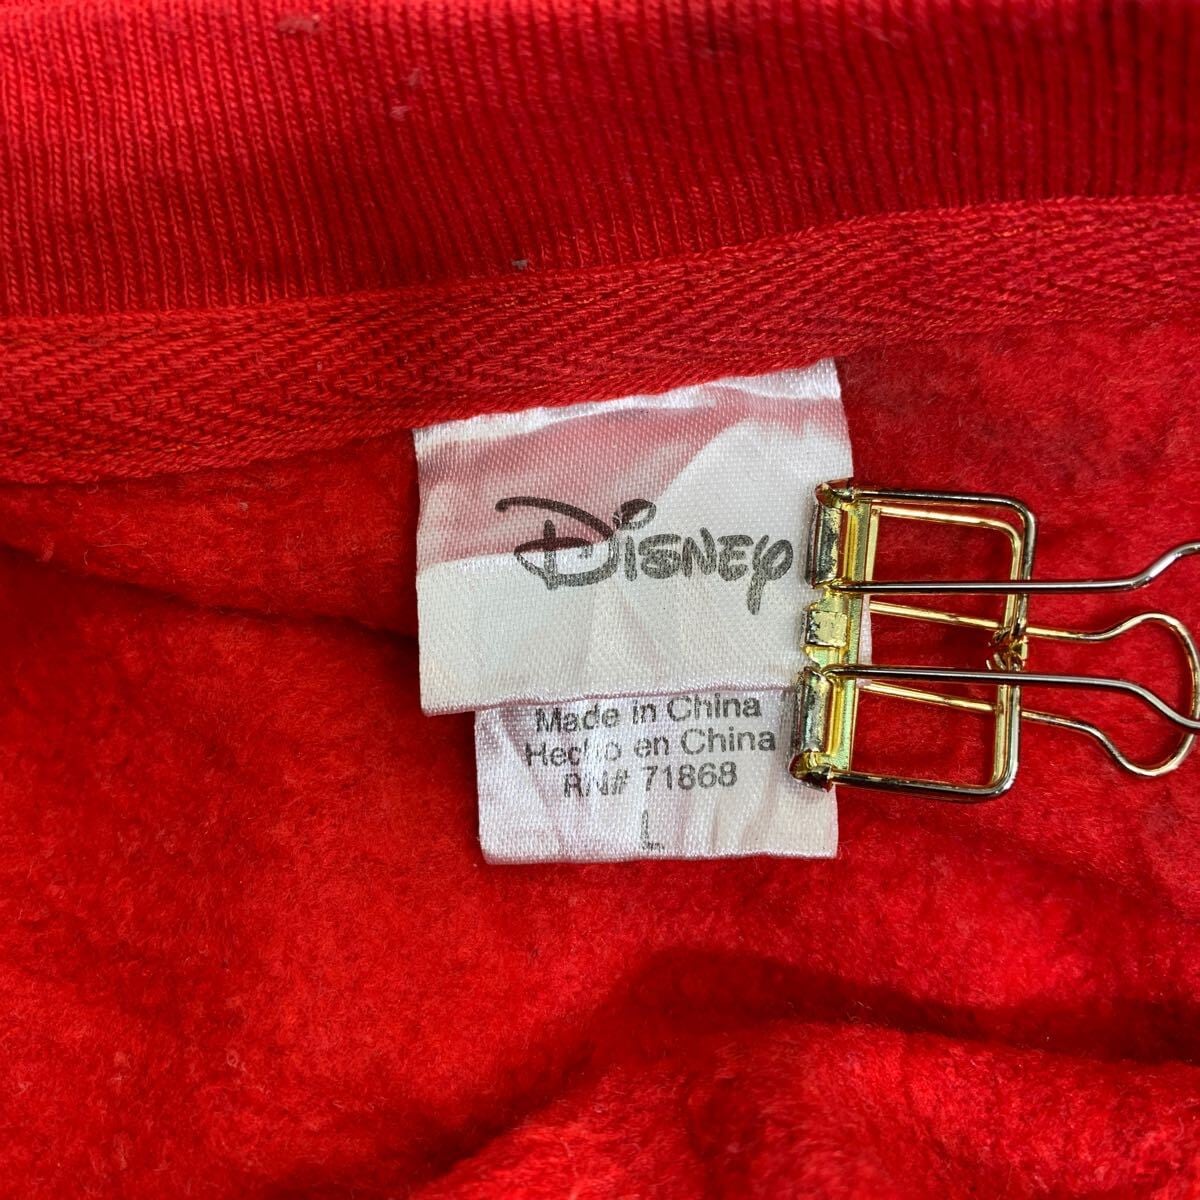 Disney
Made in China
Hecho en China
RN# 71868
L